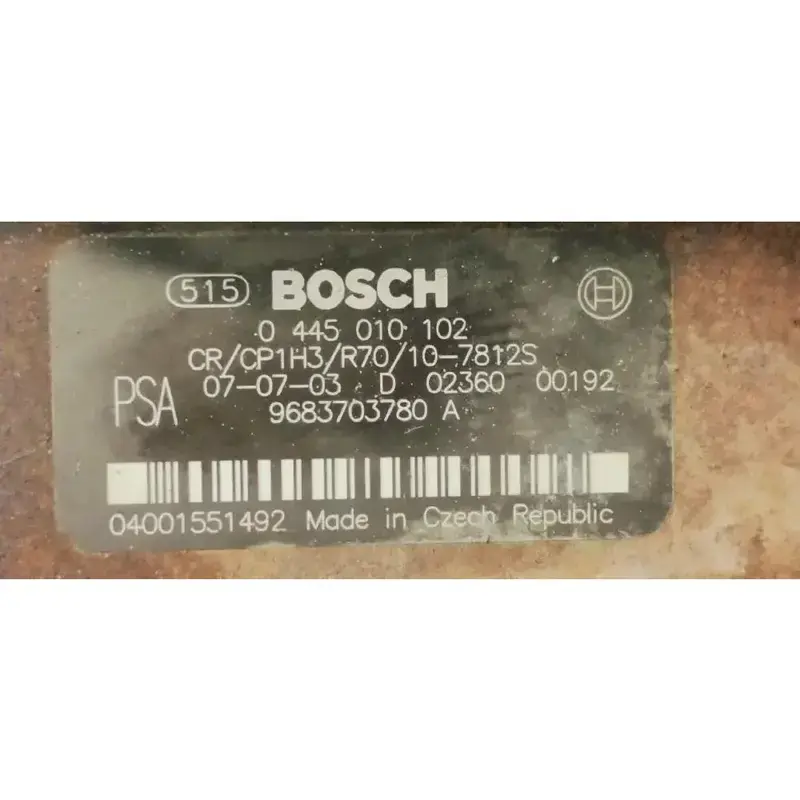 515 BOSCH
0 445 010 102
CR/CP1H3/R70/10-7812S
PSA 07-07-03 D 02360 00192
9683703780 A
04001551492 Made in Czech Republic